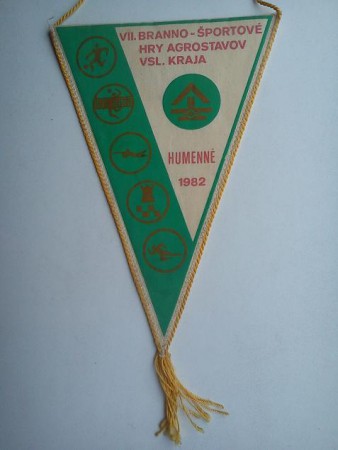 VII. BRANNO-ŠPORTOVÉ
HRY AGROSTAVOV
VSL. KRAJA
HUMENNÉ
1982